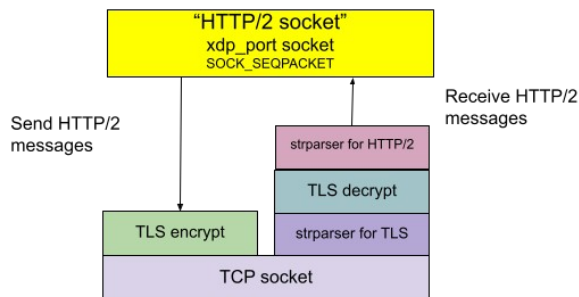 “HTTP/2 socket”
xdp_port socket
SOCK_SEQPACKET
Send HTTP/2
messages
Receive HTTP/2
messages
strparser for HTTP/2
TLS decrypt
TLS encrypt
strparser for TLS
TCP socket